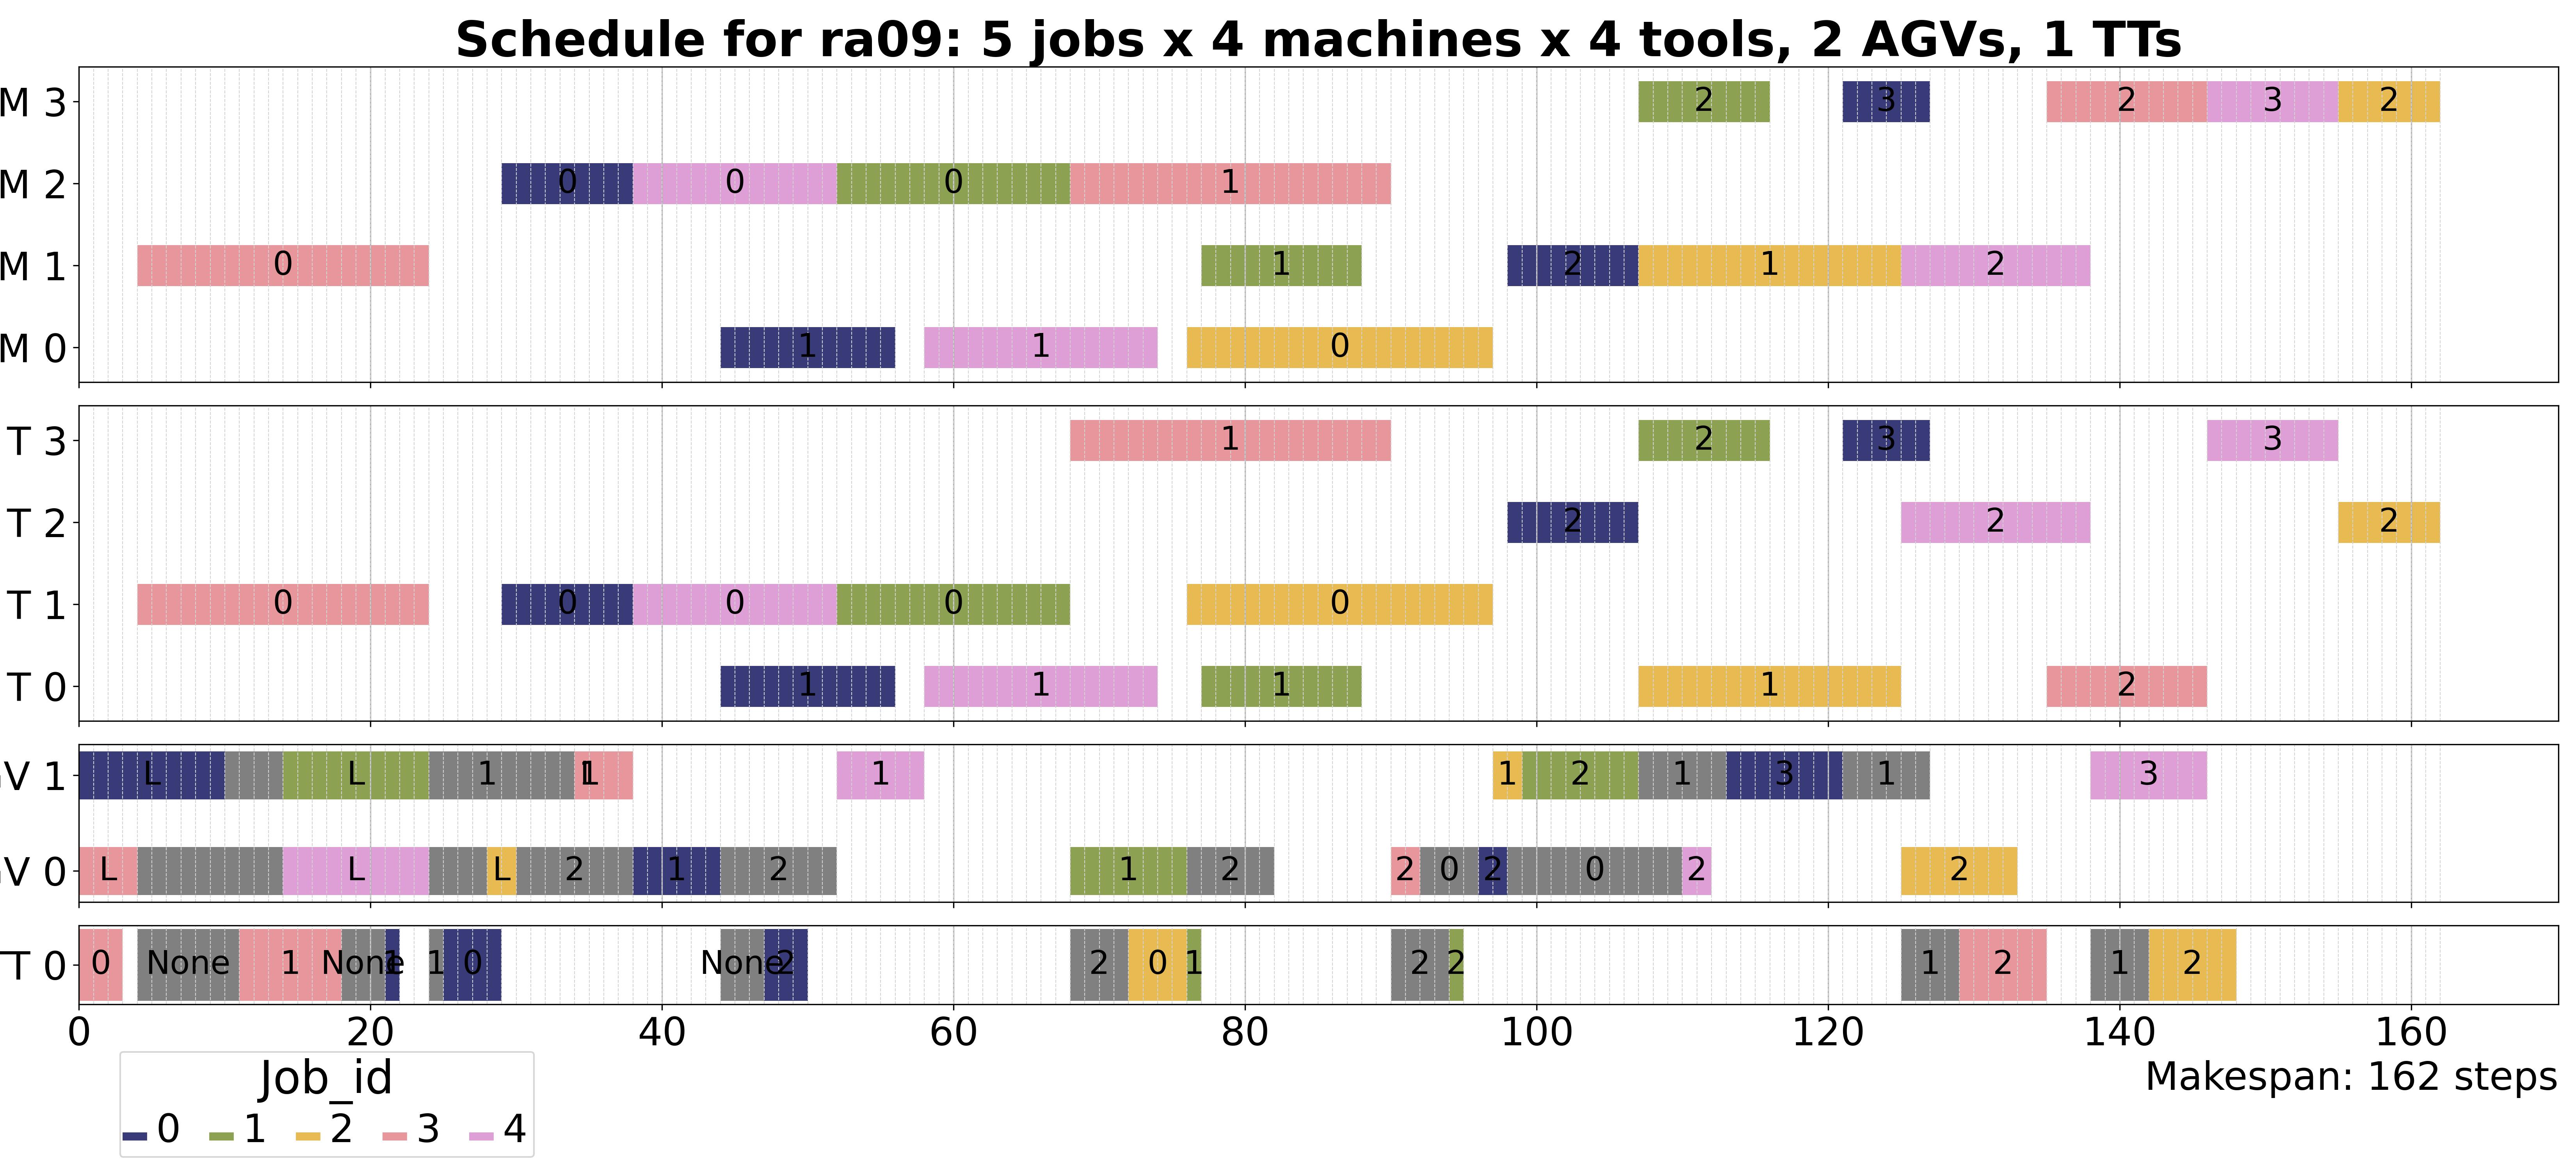 Schedule for ra09: 5 jobs x 4 machines x 4 tools, 2 AGVs, 1 TTs
M 3 2 3 2 3 2
M 2 0 0 0 1
M 1 0 1 2 1 2
M 0 1 1 0
T 3 1 2 3 3
T 2 2 2 2
T 1 0 0 0 0 0
T 0 1 1 1 1 2
V 1 L L 1 1 1 2 1 3 1 3
V 0 L L L 2 1 2 1 2 2 0 2 0 2 2
T 0 0 None 1 None 1 1 0 None 2 2 0 1 2 2 1 2 1 2
0 20 40 60 80 100 120 140 160
Job_id
0 1 2 3 4
Makespan: 162 steps